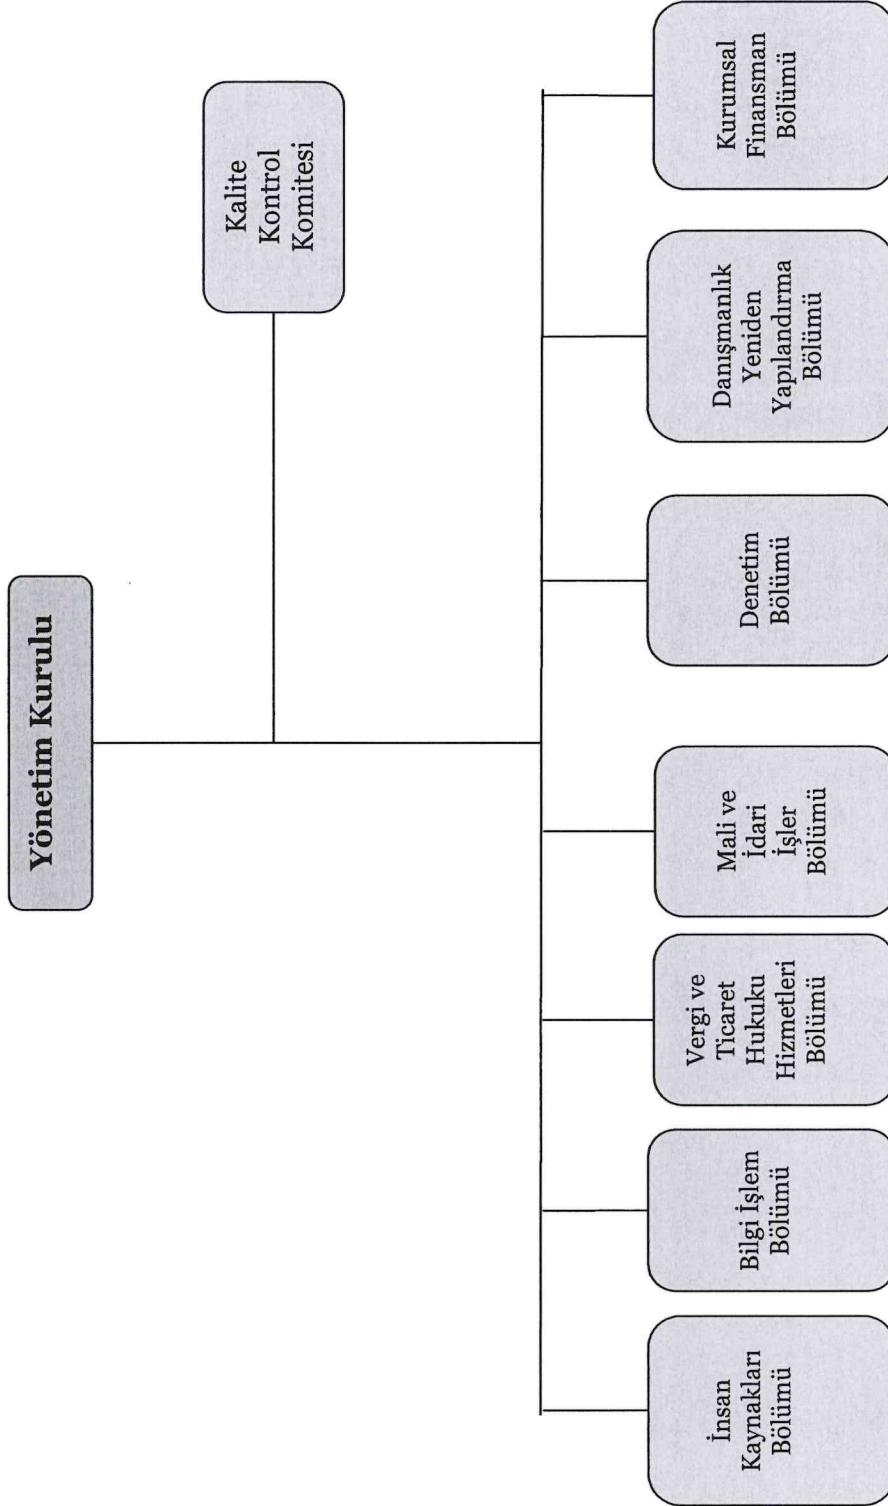 Yönetim Kurulu
Kalite
Kontrol
Komitesi
İnsan
Kaynakları
Bölümü
Bilgi İşlem
Bölümü
Vergi ve
Ticaret
Hukuku
Hizmetleri
Bölümü
Mali ve
İdari
İşler
Bölümü
Denetim
Bölümü
Danışmanlık
Yeniden
Yapılandırma
Bölümü
Kurumsal
Finansman
Bölümü